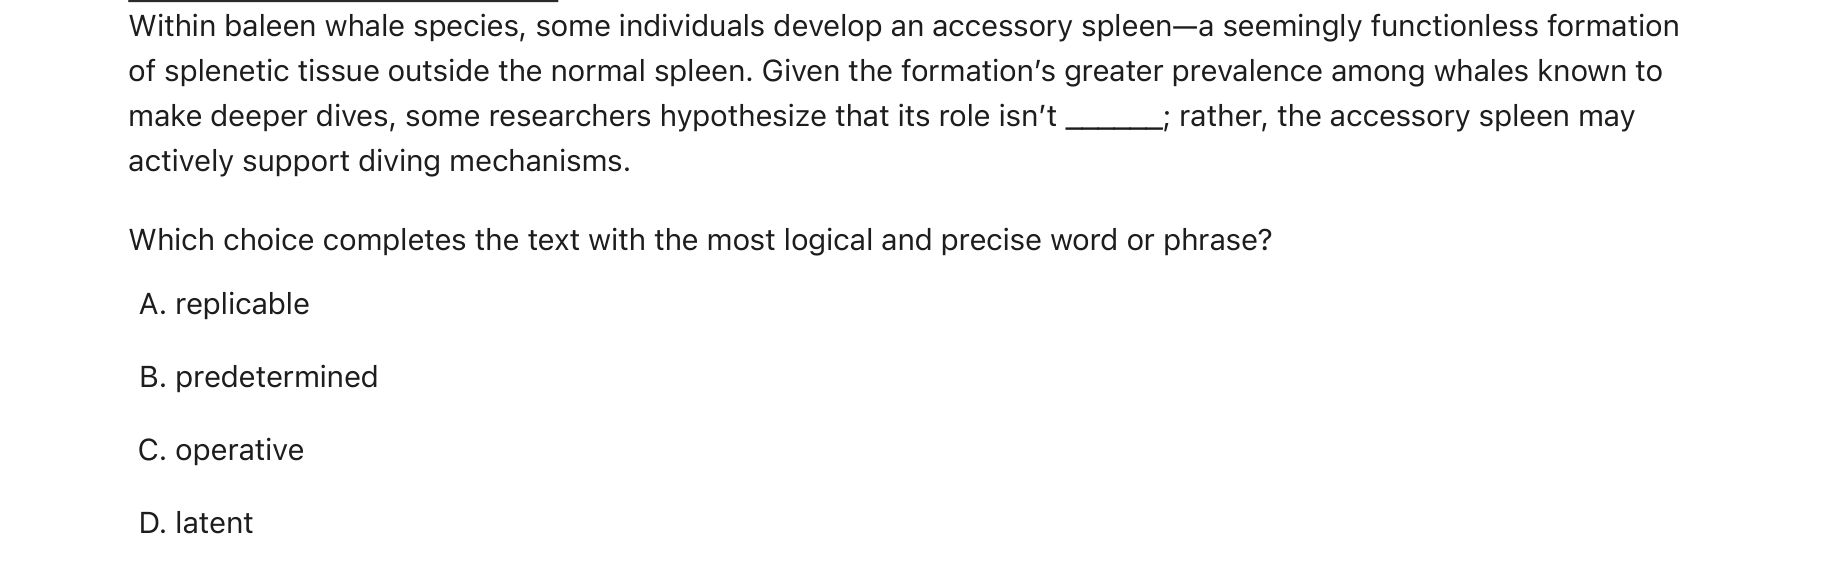 Within baleen whale species, some individuals develop an accessory spleen—a seemingly functionless formation
of splenetic tissue outside the normal spleen. Given the formation’s greater prevalence among whales known to
make deeper dives, some researchers hypothesize that its role isn’t ______; rather, the accessory spleen may
actively support diving mechanisms.
Which choice completes the text with the most logical and precise word or phrase?
A. replicable
B. predetermined
C. operative
D. latent